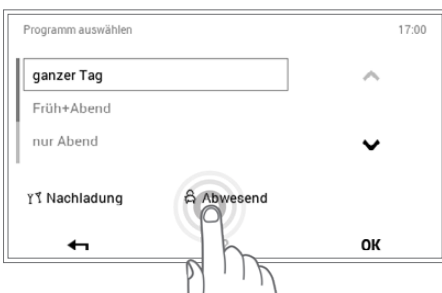 Programm auswählen 17:00
ganzer Tag
Früh+Abend
nur Abend
Nachladung Abwesend
OK